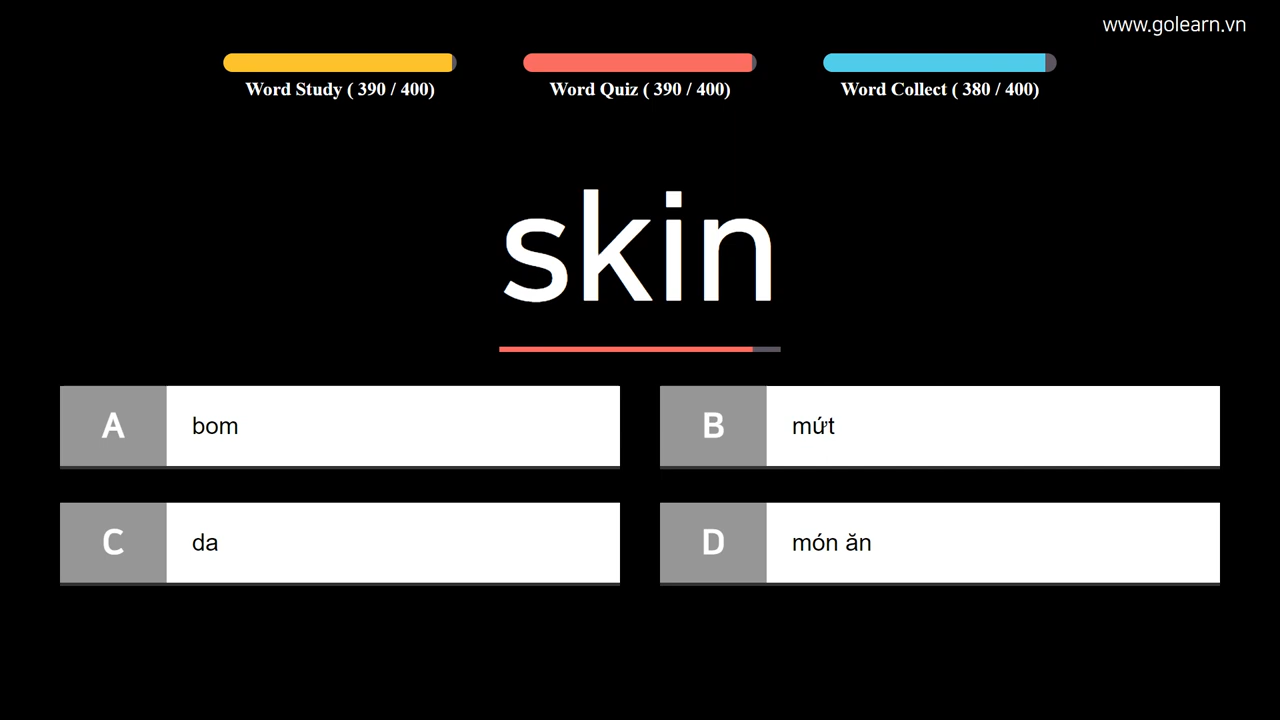 www.golearn.vn
Word Study ( 390 / 400)
Word Quiz ( 390 / 400)
Word Collect ( 380 / 400)
skin
A bom
B mứt
C da
D món ăn